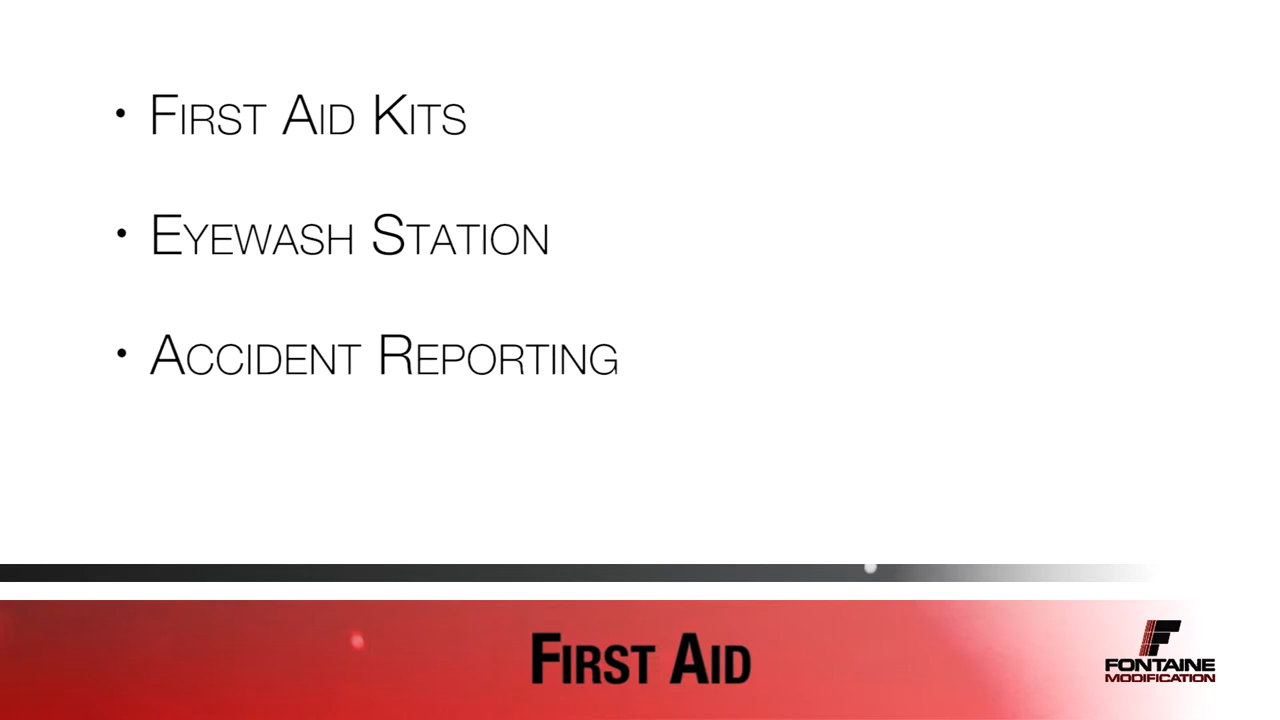 • First Aid Kits
• Eyewash Station
• Accident Reporting
First Aid
FONTAINE
MODIFICATION